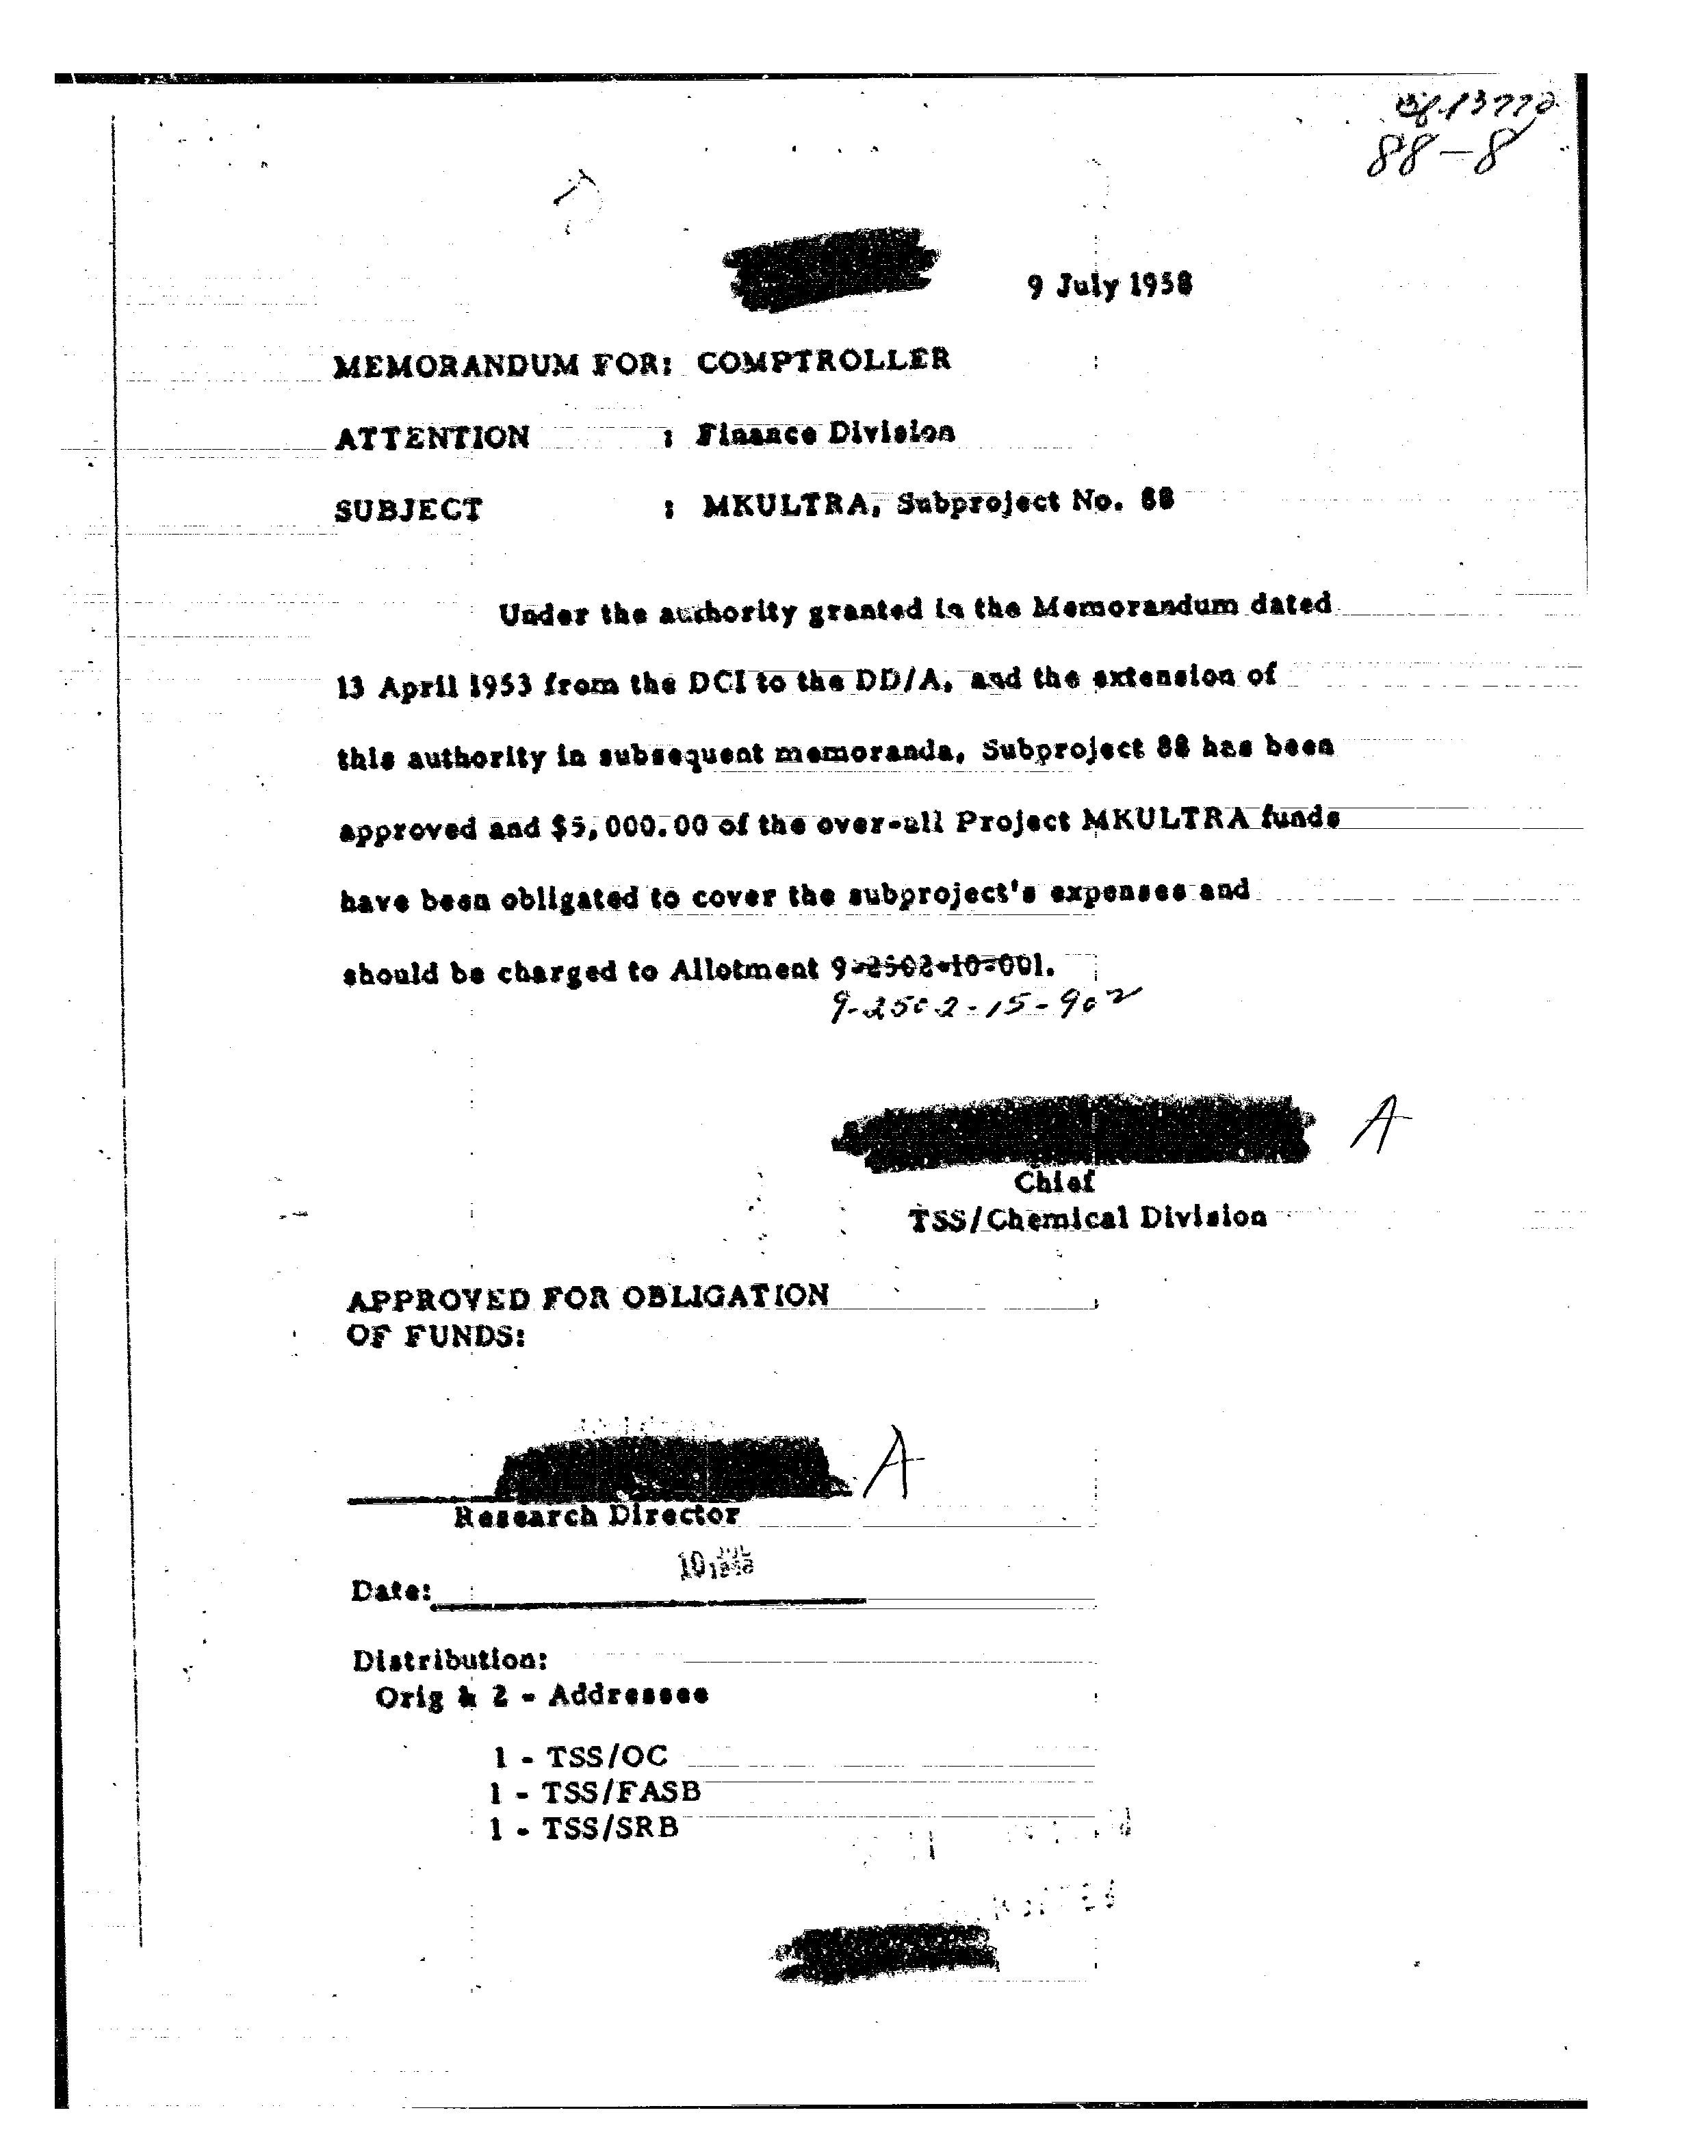 88-8
9 July 1958
MEMORANDUM FOR: COMPTROLLER
ATTENTION : Finance Division
SUBJECT : MKULTRA, Subproject No. 88
Under the authority granted in the Memorandum dated
13 April 1953 from the DCI to the DD/A, and the extension of
this authority in subsequent memoranda, Subproject 88 has been
approved and $5,000.00 of the over-all Project MKULTRA funds
have been obligated to cover the subproject's expenses and
should be charged to Allotment 9-2502-10-001.
9-2502-15-902
A
Chief
TSS/Chemical Division
APPROVED FOR OBLIGATION
OF FUNDS:
A
Research Director
10
Date:
Distribution:
Orig & 2 - Addressee
1 - TSS/OC
1 - TSS/FASB
1 - TSS/SRB